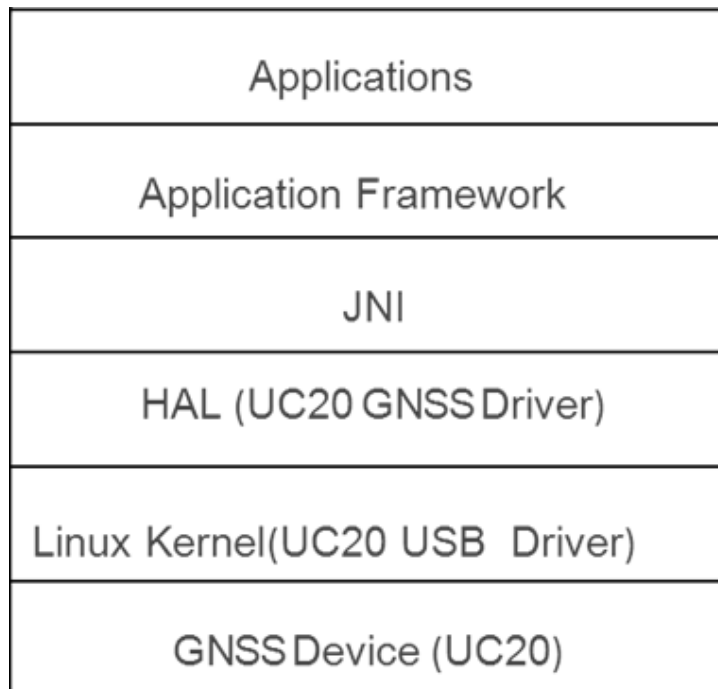 Applications
Application Framework
JNI
HAL (UC20 GNSS Driver)
Linux Kernel(UC20 USB Driver)
GNSS Device (UC20)